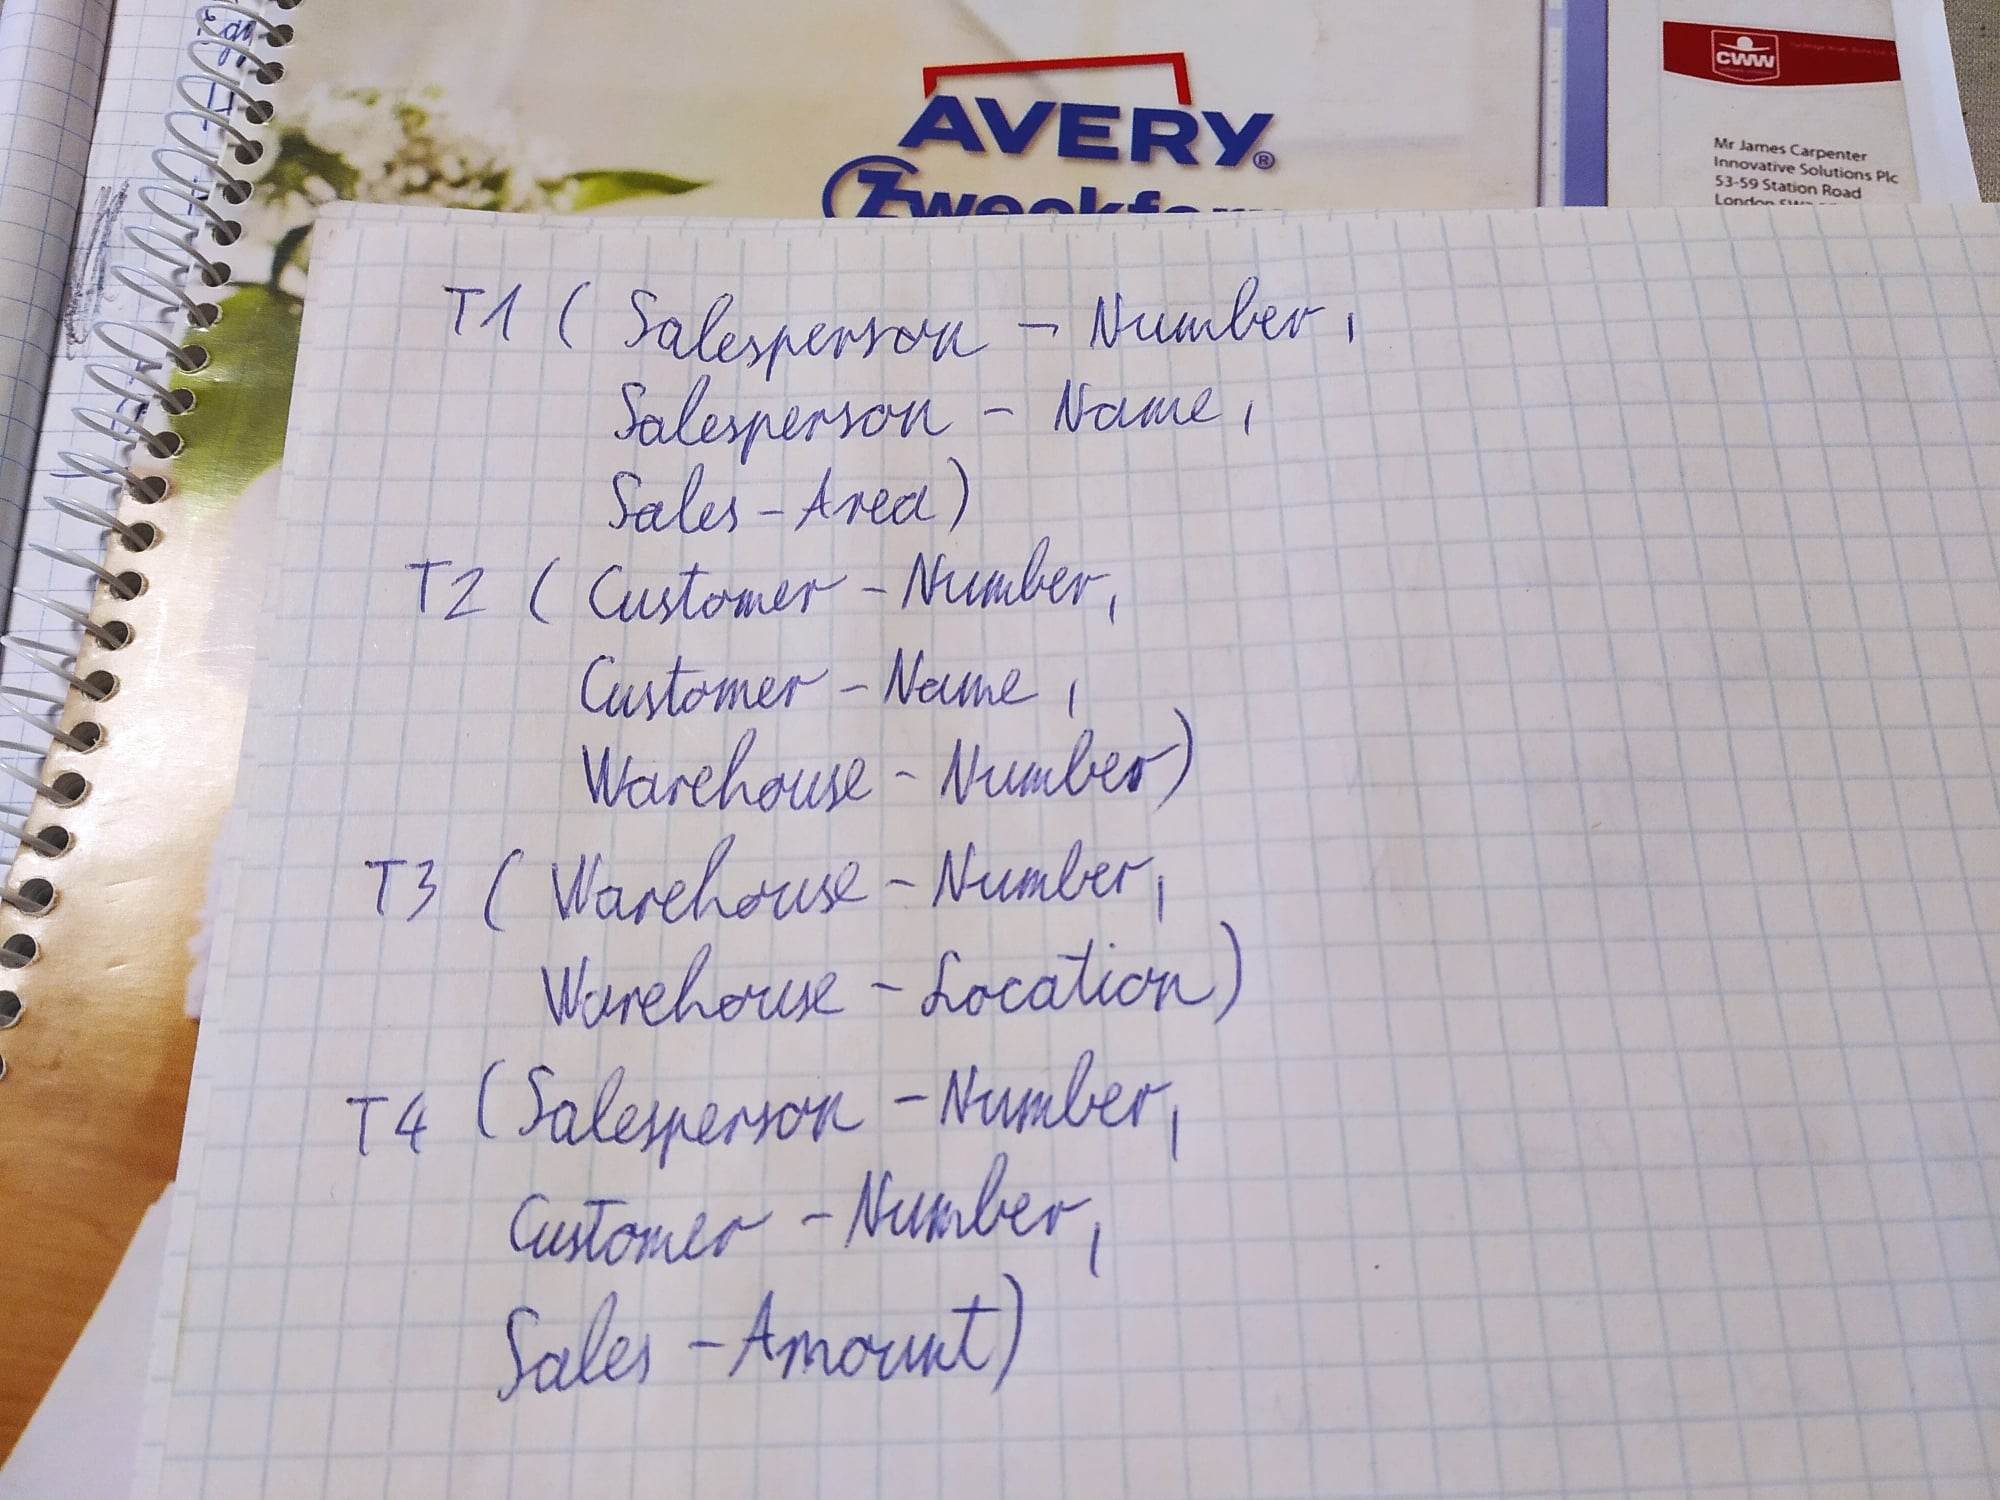 AVERY®
Zweckform
CWW
Mr James Carpenter
Innovative Solutions Plc
53-59 Station Road
London
T1 ( Salesperson - Number,
Salesperson - Name,
Sales - Area)
T2 ( Customer - Number,
Customer - Name,
Warehouse - Number)
T3 ( Warehouse - Number,
Warehouse - Location)
T4 ( Salesperson - Number,
Customer - Number,
Sales - Amount)